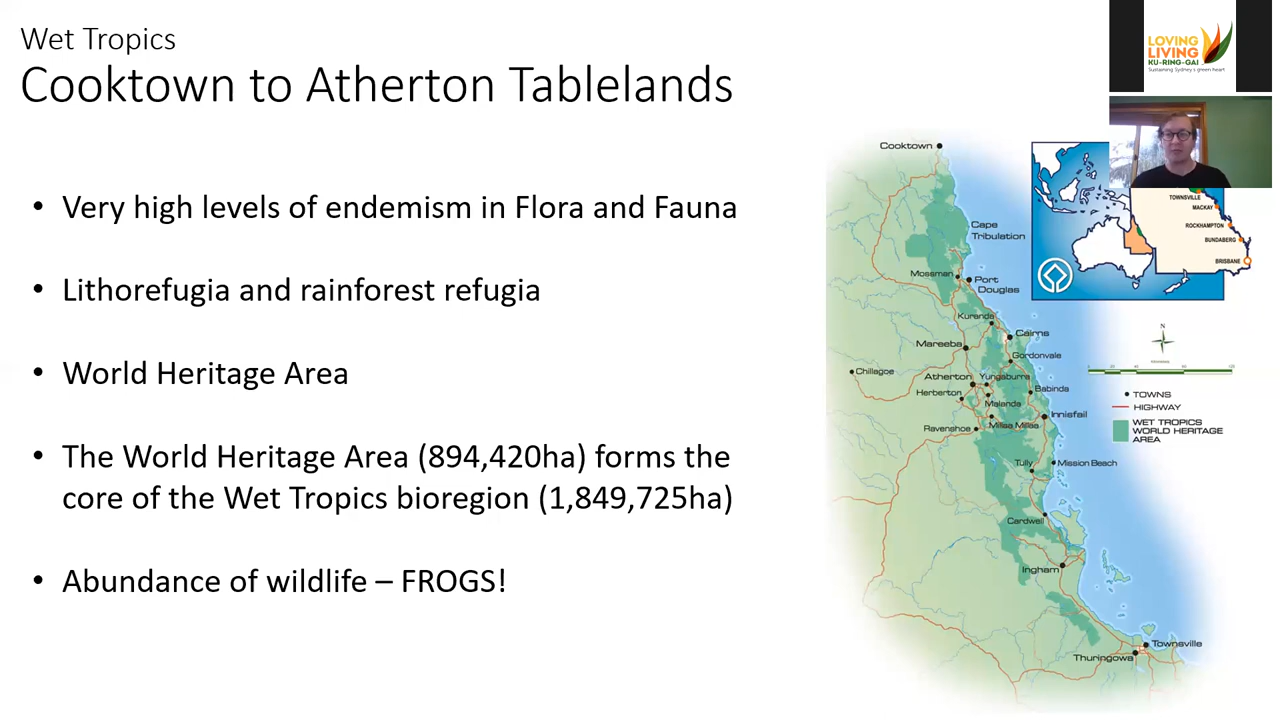 Wet Tropics
Cooktown to Atherton Tablelands
• Very high levels of endemism in Flora and Fauna
• Lithorefugia and rainforest refugia
• World Heritage Area
• The World Heritage Area (894,420ha) forms the
core of the Wet Tropics bioregion (1,849,725ha)
• Abundance of wildlife – FROGS!
LOVING
LIVING
KU-RING-GAI
Sustaining Sydney's green heart
Cooktown
Cape
Tribulation
Mossman
Port
Douglas
Kuranda
Cairns
Mareeba
Gordonvale
Chillagoe
Atherton
Yungaburra
Herberton
Babinda
Malanda
Innisfail
Ravenshoe
Millaa Millaa
Tully
Mission Beach
Cardwell
Ingham
Townsville
Thuringowa
TOWNSVILLE
MACKAY
ROCKHAMPTON
BUNDABERG
BRISBANE
N
TOWNS
HIGHWAY
WET TROPICS
WORLD HERITAGE
AREA